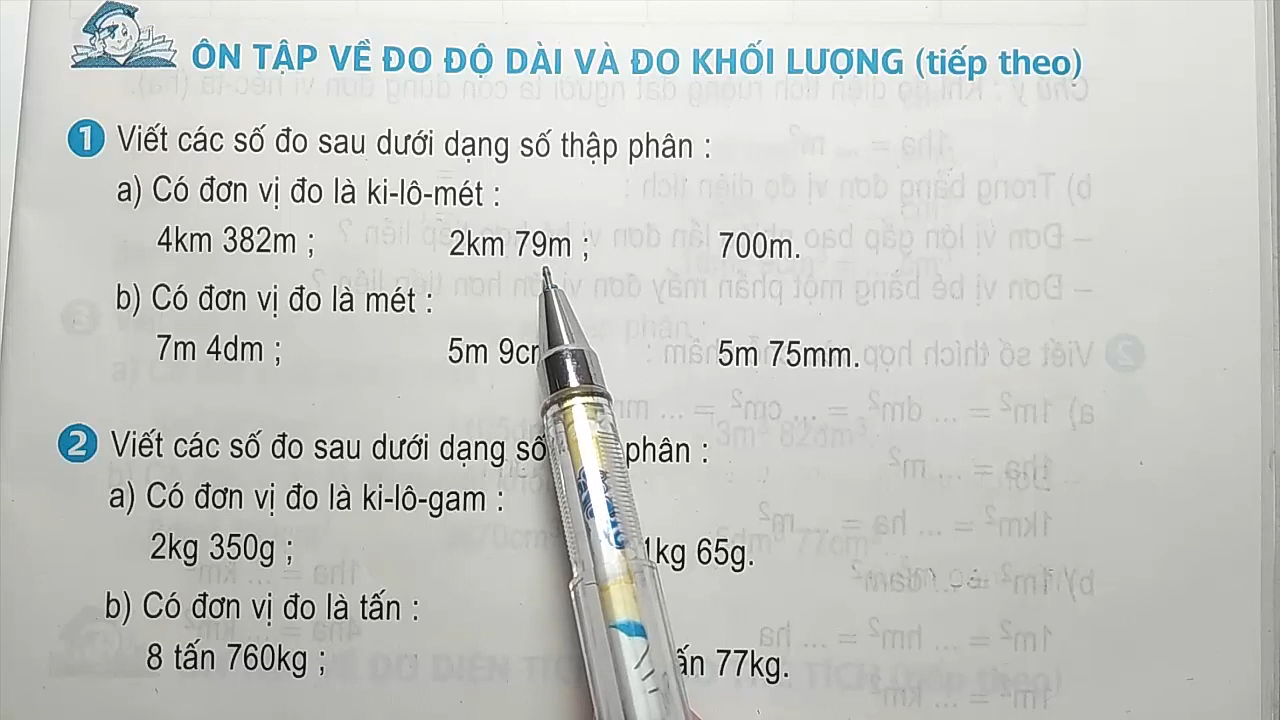 ÔN TẬP VỀ ĐO ĐỘ DÀI VÀ ĐO KHỐI LƯỢNG (tiếp theo)
1 Viết các số đo sau dưới dạng số thập phân :
a) Có đơn vị đo là ki-lô-mét :
4km 382m ; 2km 79m ; 700m.
b) Có đơn vị đo là mét :
7m 4dm ; 5m 75mm.
2 Viết các số đo sau dưới dạng số phân :
a) Có đơn vị đo là ki-lô-gam :
2kg 350g ; 1kg 65g.
b) Có đơn vị đo là tấn :
8 tấn 760kg ; 77kg.